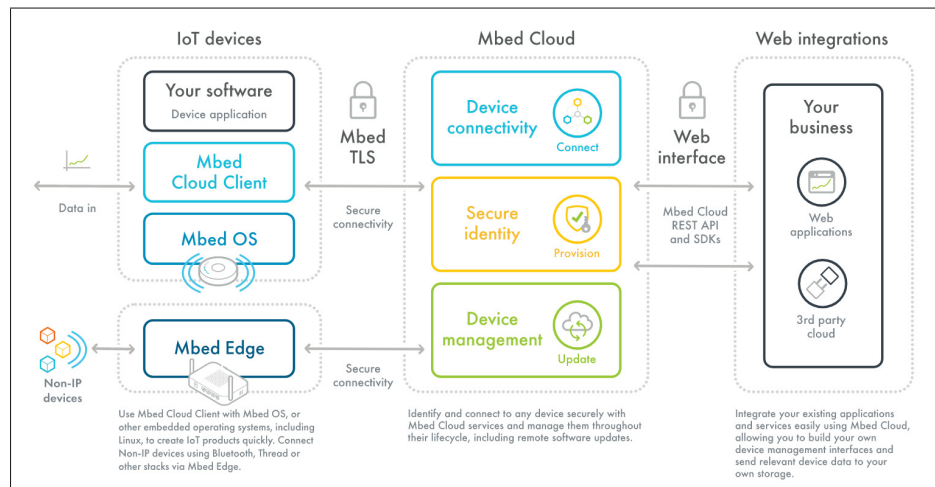 IoT devices
Your software
Device application
Mbed
Cloud Client
Mbed OS
Data in
Mbed Edge
Non-IP
devices
Use Mbed Cloud Client with Mbed OS, or
other embedded operating systems, including
Linux, to create IoT products quickly. Connect
Non-IP devices using Bluetooth, Thread or
other stacks via Mbed Edge.
Mbed
TLS
Secure
connectivity
Secure
connectivity
Mbed Cloud
Device
connectivity
Connect
Secure
identity
Provision
Device
management
Update
Identify and connect to any device securely with
Mbed Cloud services and manage them throughout
their lifecycle, including remote software updates.
Web
interface
Mbed Cloud
REST API
and SDKs
Web integrations
Your
business
Web
applications
3rd party
cloud
Integrate your existing applications
and services easily using Mbed Cloud,
allowing you to build your own
device management interfaces and
send relevant device data to your
own storage.